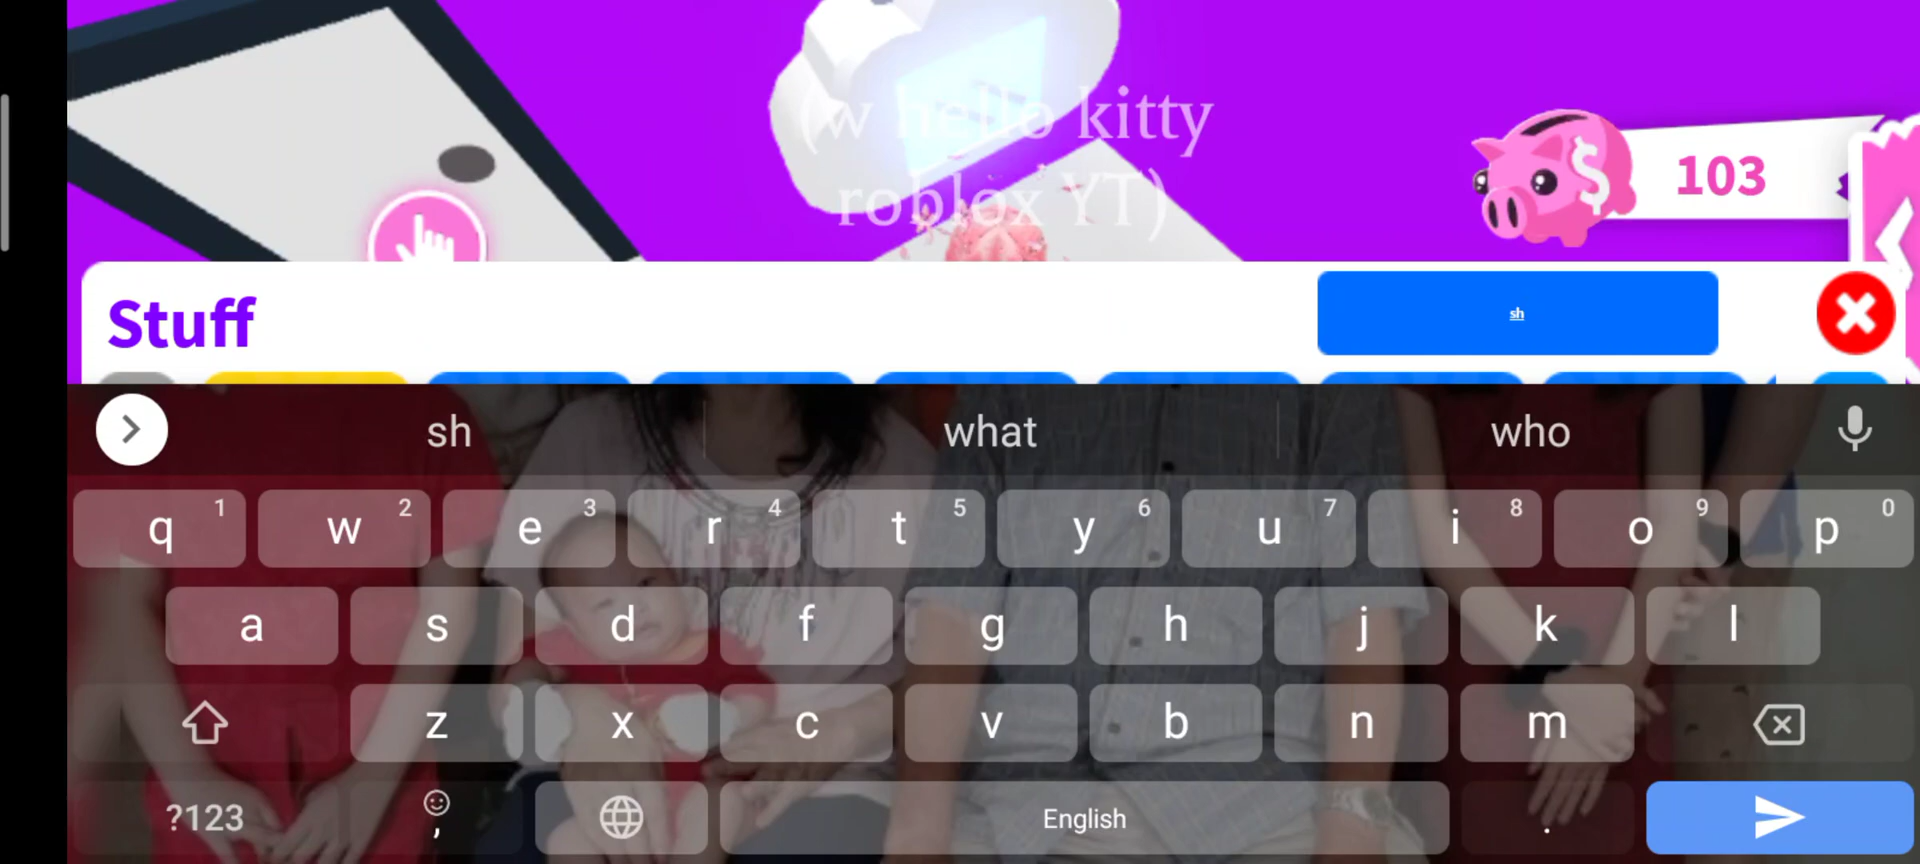 (w hello kitty
roblox YT)
103
Stuff
sh
sh what who
q 1 w 2 e 3 r 4 t 5 y 6 u 7 i 8 o 9 p 0
a s d f g h j k l
z x c v b n m
?123 , English .